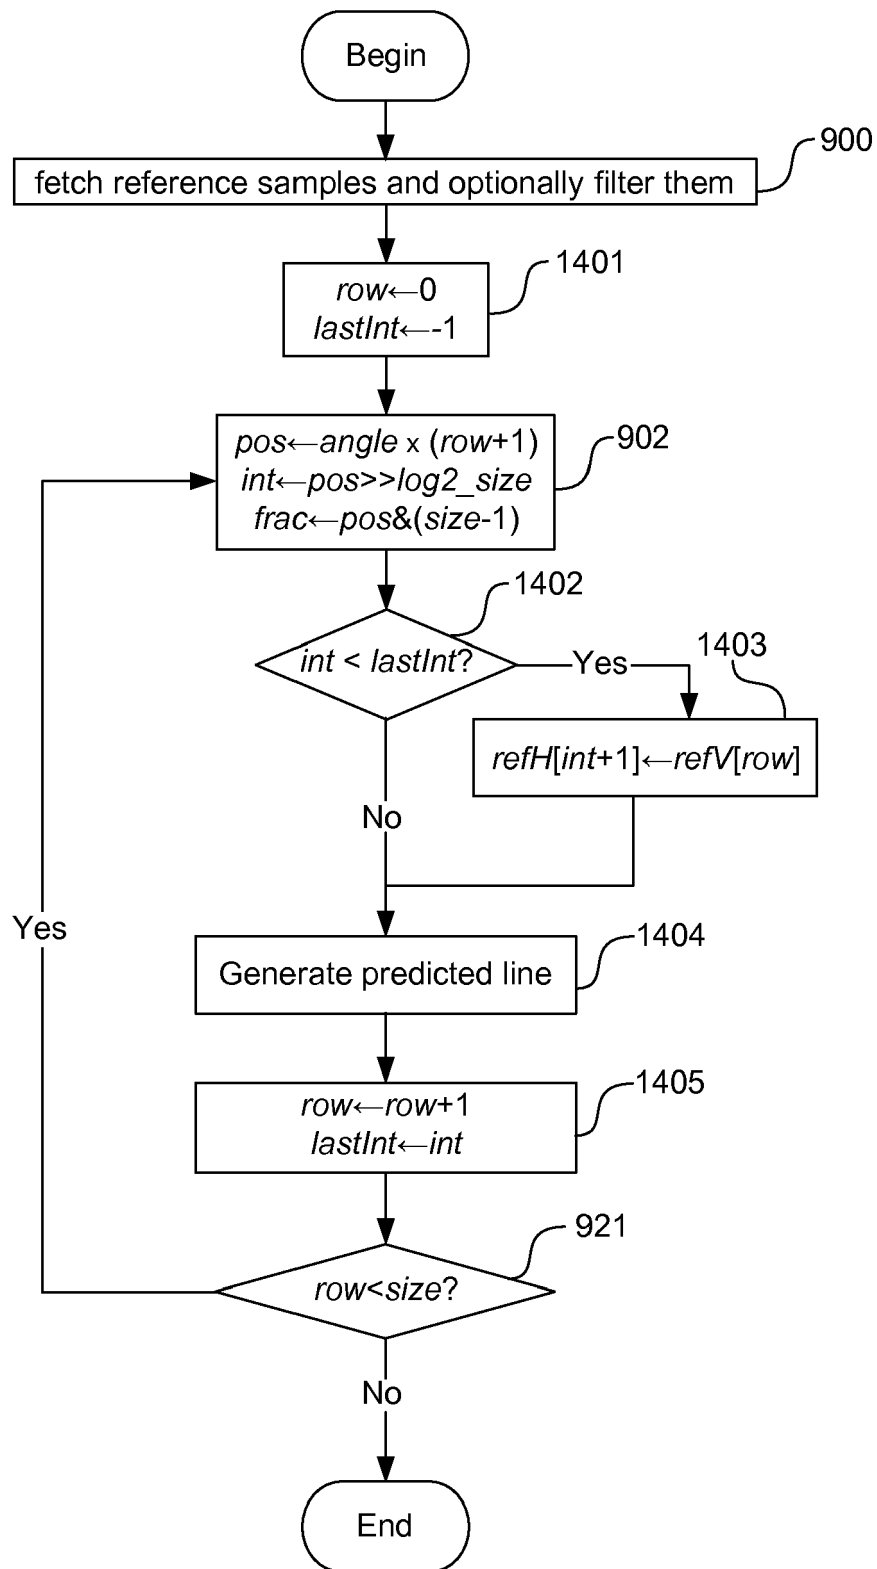 Begin
900
fetch reference samples and optionally filter them
1401
row←0
lastInt←-1
902
pos←angle x (row+1)
int←pos>>log2_size
frac←pos&(size-1)
1402
int < lastInt?
Yes
1403
refH[int+1]←refV[row]
No
Yes
1404
Generate predicted line
1405
row←row+1
lastInt←int
921
row<size?
No
End